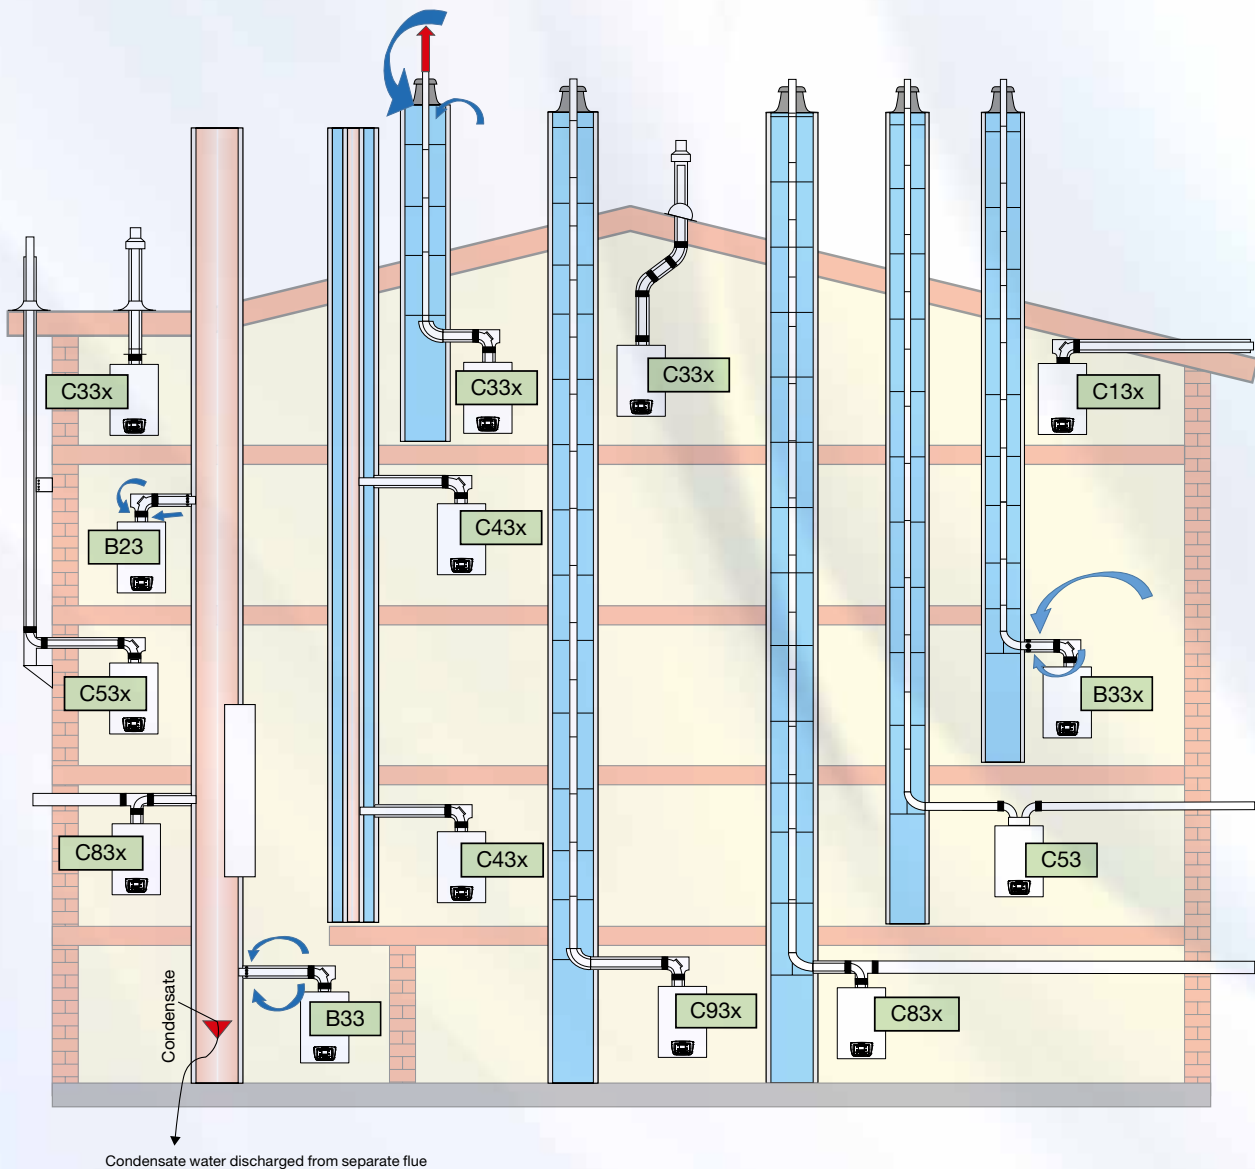 C33x
C33x
C33x
C13x
B23
C43x
C53x
B33x
C83x
C43x
C53
Condensate
B33
C93x
C83x
Condensate water discharged from separate flue